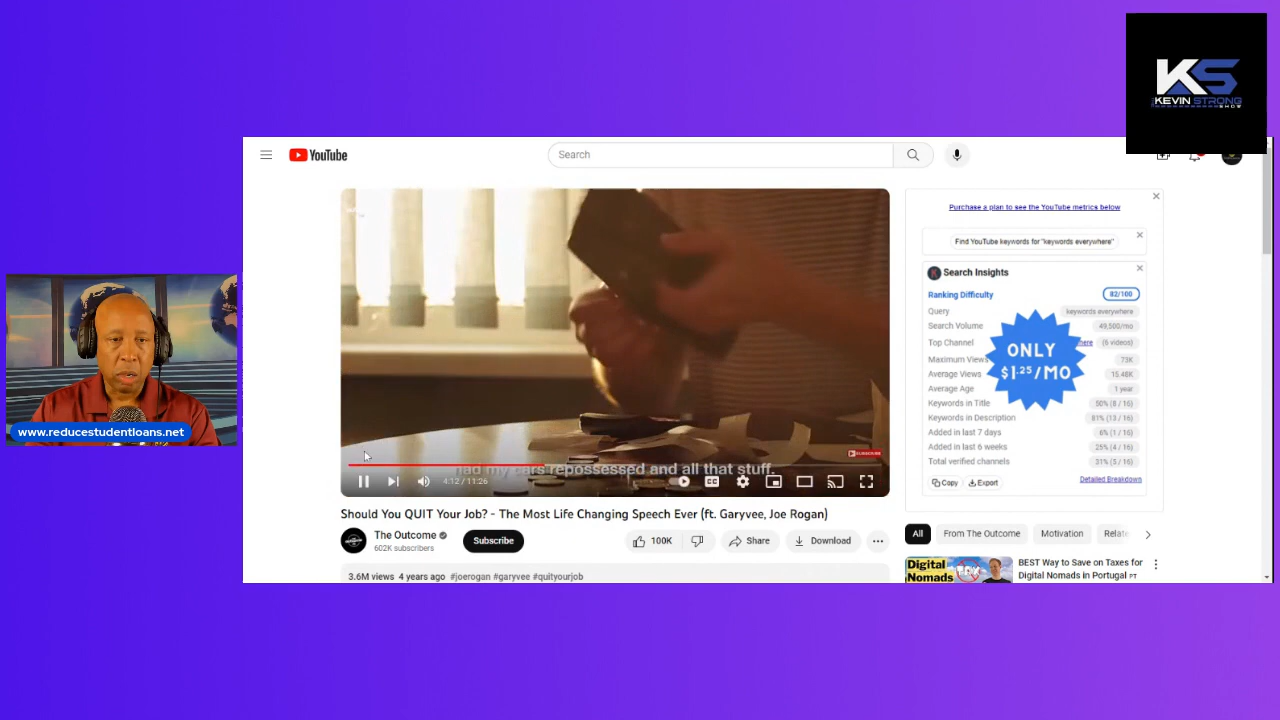 KS
KEVIN STRONG
SHOW
YouTube
Search
Purchase a plan to see the YouTube metrics below
Find YouTube keywords for "keywords everywhere"
Search Insights
Ranking Difficulty 82/100
Query keywords everywhere
Search Volume 49,500/mo
Top Channel here (6 videos)
Maximum Views 73K
Average Views 15.48K
Average Age 1 year
Keywords in Title 50% (8 / 16)
Keywords in Description 81% (13 / 16)
Added in last 7 days 6% (1 / 16)
Added in last 6 weeks 25% (4 / 16)
Total verified channels 31% (5 / 16)
ONLY
$1.25/MO
Copy Export Detailed Breakdown
www.reducestudentloans.net
SUBSCRIBE
had my cars repossessed and all that stuff.
4:12 / 11:26
CC
Should You QUIT Your Job? - The Most Life Changing Speech Ever (ft. Garyvee, Joe Rogan)
The Outcome
602K subscribers
Subscribe
100K
Share
Download
3.6M views 4 years ago #joerogan #garyvee #quityourjob
All From The Outcome Motivation Relate
Digital
Nomads
BEST Way to Save on Taxes for
Digital Nomads in Portugal PT